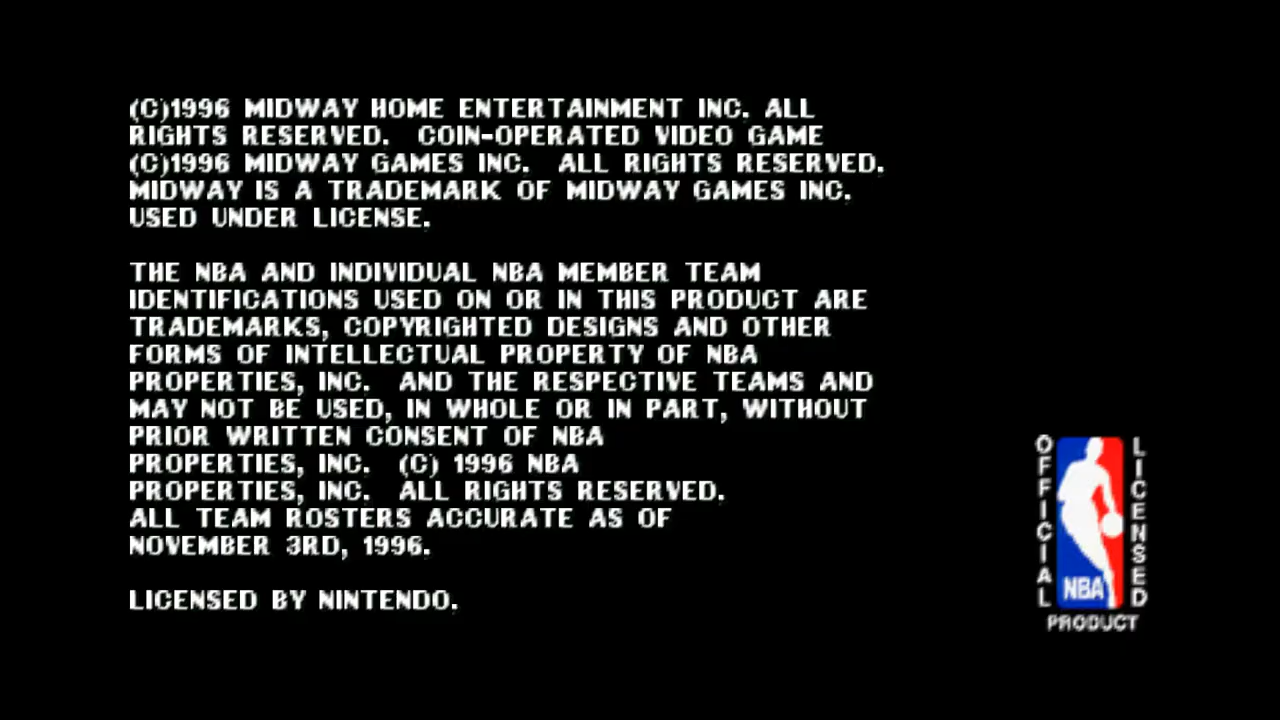 (C)1996 MIDWAY HOME ENTERTAINMENT INC. ALL
RIGHTS RESERVED. COIN-OPERATED VIDEO GAME
(C)1996 MIDWAY GAMES INC. ALL RIGHTS RESERVED.
MIDWAY IS A TRADEMARK OF MIDWAY GAMES INC.
USED UNDER LICENSE.
THE NBA AND INDIVIDUAL NBA MEMBER TEAM
IDENTIFICATIONS USED ON OR IN THIS PRODUCT ARE
TRADEMARKS, COPYRIGHTED DESIGNS AND OTHER
FORMS OF INTELLECTUAL PROPERTY OF NBA
PROPERTIES, INC. AND THE RESPECTIVE TEAMS AND
MAY NOT BE USED, IN WHOLE OR IN PART, WITHOUT
PRIOR WRITTEN CONSENT OF NBA
PROPERTIES, INC. (C) 1996 NBA
PROPERTIES, INC. ALL RIGHTS RESERVED.
ALL TEAM ROSTERS ACCURATE AS OF
NOVEMBER 3RD, 1996.
LICENSED BY NINTENDO.
OFFICIAL
NBA
LICENSED
PRODUCT